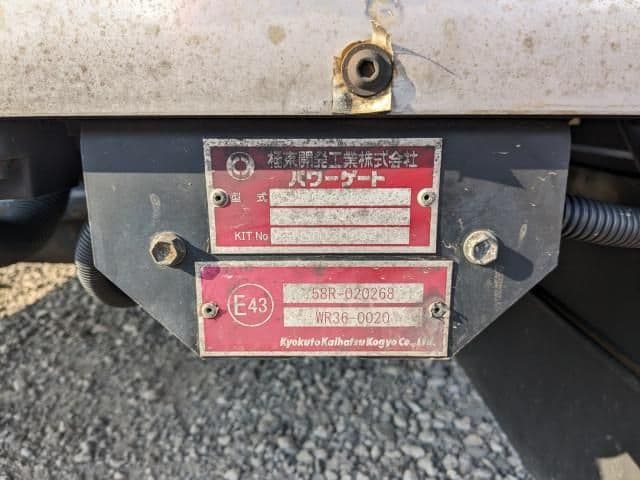 極東開発工業株式会社
パワーゲート
型式
KIT No
E43
58R-020268
WR36-0020
Kyokuto Kaihatsu Kogyo Co., Ltd.